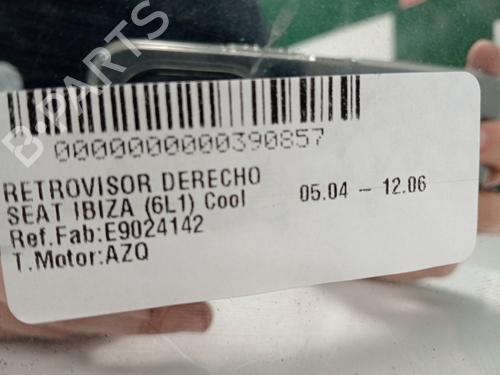 B-PARTS
0000000000390857
RETROVISOR DERECHO
SEAT IBIZA (6L1) Cool 05.04 - 12.06
Ref.Fab:E9024142
T.Motor:AZQ